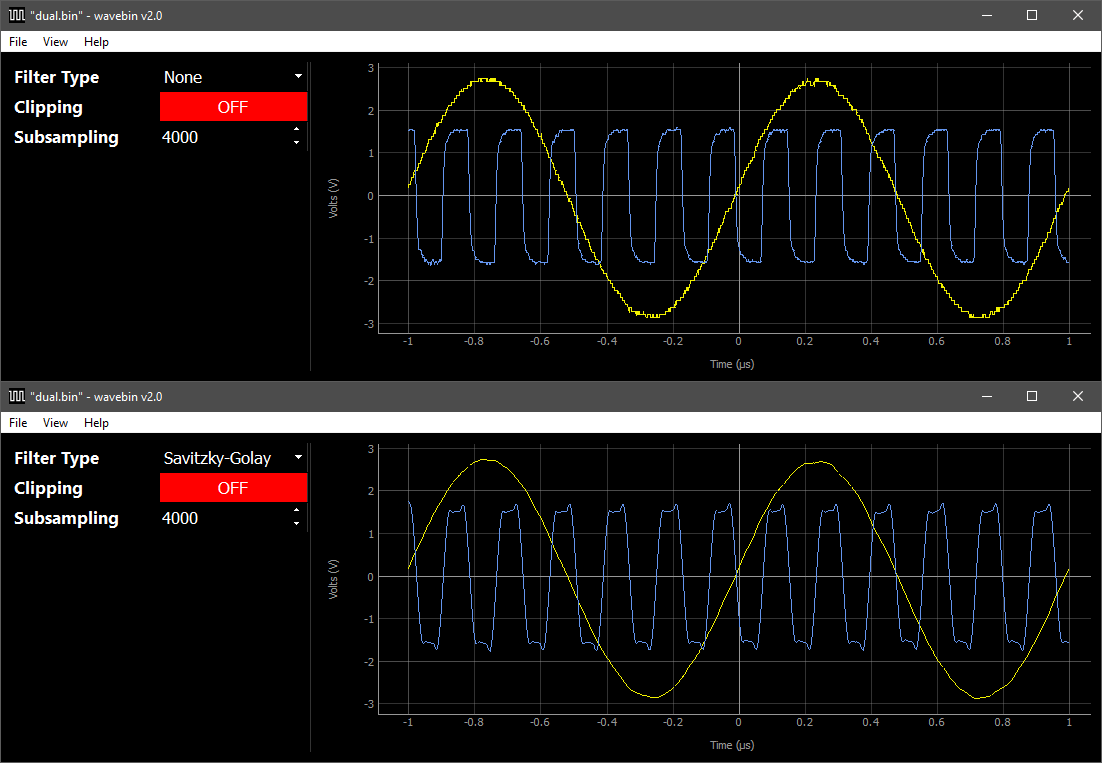 "dual.bin" - wavebin v2.0
File View Help
Filter Type None
Clipping OFF
Subsampling 4000
3
2
1
0
-1
-2
-3
Volts (V)
-1 -0.8 -0.6 -0.4 -0.2 0 0.2 0.4 0.6 0.8 1
Time (µs)
"dual.bin" - wavebin v2.0
File View Help
Filter Type Savitzky-Golay
Clipping OFF
Subsampling 4000
3
2
1
0
-1
-2
-3
Volts (V)
-1 -0.8 -0.6 -0.4 -0.2 0 0.2 0.4 0.6 0.8 1
Time (µs)